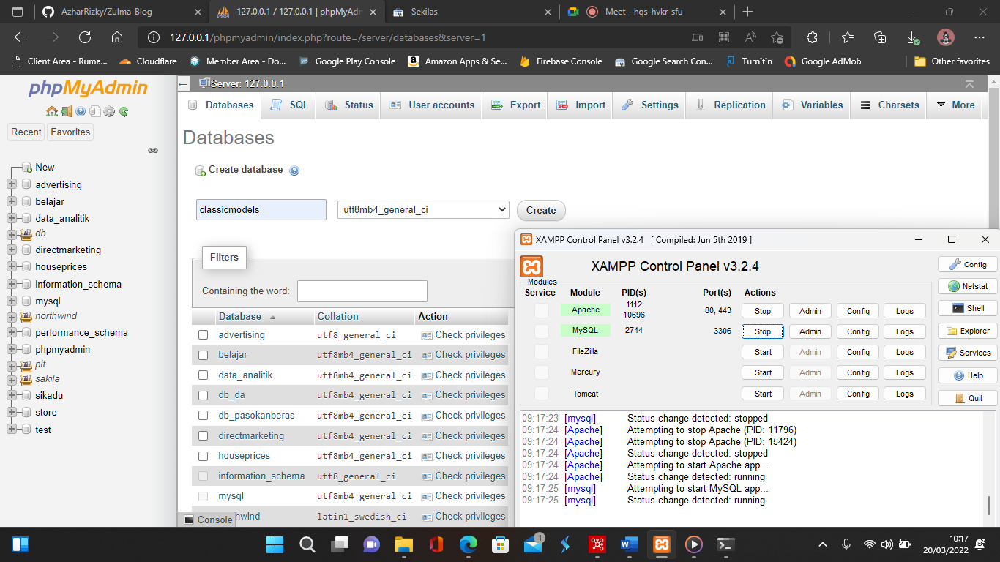 AzharRizky/Zulma-Blog
127.0.0.1 / 127.0.0.1 | phpMyAdm
Sekilas
Meet - hqs-hvkr-sfu
127.0.0.1/phpmyadmin/index.php?route=/server/databases&server=1
Client Area - Ruma...
Cloudflare
Member Area - Do...
Google Play Console
Amazon Apps & Se...
Firebase Console
Google Search Con...
Turnitin
Google AdMob
Other favorites
phpMyAdmin
Recent
Favorites
New
advertising
belajar
data_analitik
db
directmarketing
houseprices
information_schema
mysql
northwind
performance_schema
phpmyadmin
plt
sakila
sikadu
store
test
Server: 127.0.0.1
Databases
SQL
Status
User accounts
Export
Import
Settings
Replication
Variables
Charsets
More
Databases
Create database
classicmodels
utf8mb4_general_ci
Create
Filters
Containing the word:
Database Collation Action
advertising utf8_general_ci Check privileges
belajar utf8mb4_general_ci Check privileges
data_analitik utf8mb4_general_ci Check privileges
db_da utf8mb4_general_ci Check privileges
db_pasokanberas utf8mb4_general_ci Check privileges
directmarketing utf8mb4_general_ci Check privileges
houseprices utf8mb4_general_ci Check privileges
information_schema utf8_general_ci Check privileges
mysql utf8mb4_general_ci Check privileges
hwind latin1_swedish_ci Check privileges
Console
XAMPP Control Panel v3.2.4 [ Compiled: Jun 5th 2019 ]
XAMPP Control Panel v3.2.4
Modules
Service Module PID(s) Port(s) Actions
Apache 1112 10696 80, 443 Stop Admin Config Logs
MySQL 2744 3306 Stop Admin Config Logs
FileZilla Start Admin Config Logs
Mercury Start Admin Config Logs
Tomcat Start Admin Config Logs
Config
Netstat
Shell
Explorer
Services
Help
Quit
09:17:23 [mysql] Status change detected: stopped
09:17:24 [Apache] Attempting to stop Apache (PID: 11796)
09:17:24 [Apache] Attempting to stop Apache (PID: 15424)
09:17:24 [Apache] Status change detected: stopped
09:17:24 [Apache] Attempting to start Apache app...
09:17:24 [Apache] Status change detected: running
09:17:25 [mysql] Attempting to start MySQL app...
09:17:25 [mysql] Status change detected: running
1
10:17
20/03/2022